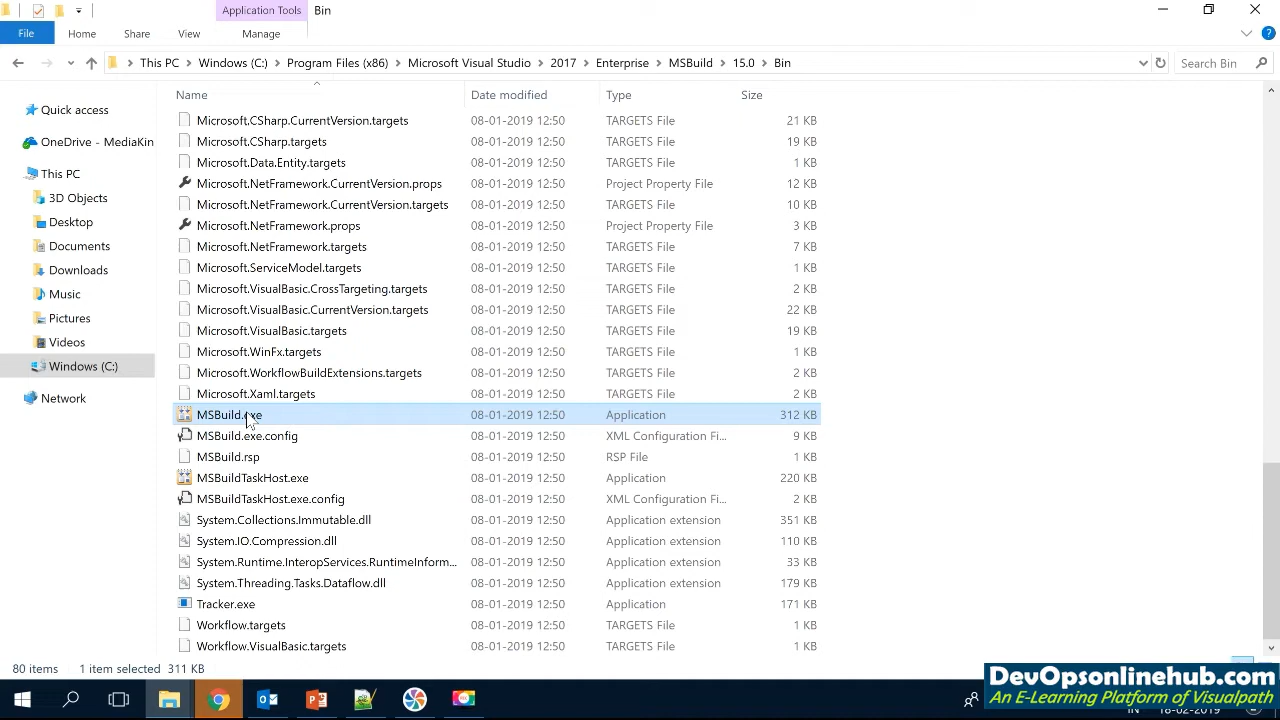 Application Tools Bin
File Home Share View Manage
This PC Windows (C:) Program Files (x86) Microsoft Visual Studio 2017 Enterprise MSBuild 15.0 Bin Search Bin
Name Date modified Type Size
Quick access
OneDrive - MediaKin
This PC
3D Objects
Desktop
Documents
Downloads
Music
Pictures
Videos
Windows (C:)
Network
Microsoft.CSharp.CurrentVersion.targets 08-01-2019 12:50 TARGETS File 21 KB
Microsoft.CSharp.targets 08-01-2019 12:50 TARGETS File 19 KB
Microsoft.Data.Entity.targets 08-01-2019 12:50 TARGETS File 1 KB
Microsoft.NetFramework.CurrentVersion.props 08-01-2019 12:50 Project Property File 12 KB
Microsoft.NetFramework.CurrentVersion.targets 08-01-2019 12:50 TARGETS File 10 KB
Microsoft.NetFramework.props 08-01-2019 12:50 Project Property File 3 KB
Microsoft.NetFramework.targets 08-01-2019 12:50 TARGETS File 7 KB
Microsoft.ServiceModel.targets 08-01-2019 12:50 TARGETS File 1 KB
Microsoft.VisualBasic.CrossTargeting.targets 08-01-2019 12:50 TARGETS File 2 KB
Microsoft.VisualBasic.CurrentVersion.targets 08-01-2019 12:50 TARGETS File 22 KB
Microsoft.VisualBasic.targets 08-01-2019 12:50 TARGETS File 19 KB
Microsoft.WinFx.targets 08-01-2019 12:50 TARGETS File 1 KB
Microsoft.WorkflowBuildExtensions.targets 08-01-2019 12:50 TARGETS File 2 KB
Microsoft.Xaml.targets 08-01-2019 12:50 TARGETS File 2 KB
MSBuild.exe 08-01-2019 12:50 Application 312 KB
MSBuild.exe.config 08-01-2019 12:50 XML Configuration Fi... 9 KB
MSBuild.rsp 08-01-2019 12:50 RSP File 1 KB
MSBuildTaskHost.exe 08-01-2019 12:50 Application 220 KB
MSBuildTaskHost.exe.config 08-01-2019 12:50 XML Configuration Fi... 2 KB
System.Collections.Immutable.dll 08-01-2019 12:50 Application extension 351 KB
System.IO.Compression.dll 08-01-2019 12:50 Application extension 110 KB
System.Runtime.InteropServices.RuntimeInform... 08-01-2019 12:50 Application extension 33 KB
System.Threading.Tasks.Dataflow.dll 08-01-2019 12:50 Application extension 179 KB
Tracker.exe 08-01-2019 12:50 Application 171 KB
Workflow.targets 08-01-2019 12:50 TARGETS File 1 KB
Workflow.VisualBasic.targets 08-01-2019 12:50 TARGETS File 1 KB
80 items 1 item selected 311 KB
DevOpsonlinehub.com
An E-Learning Platform of Visualpath
IN 18-02-2019